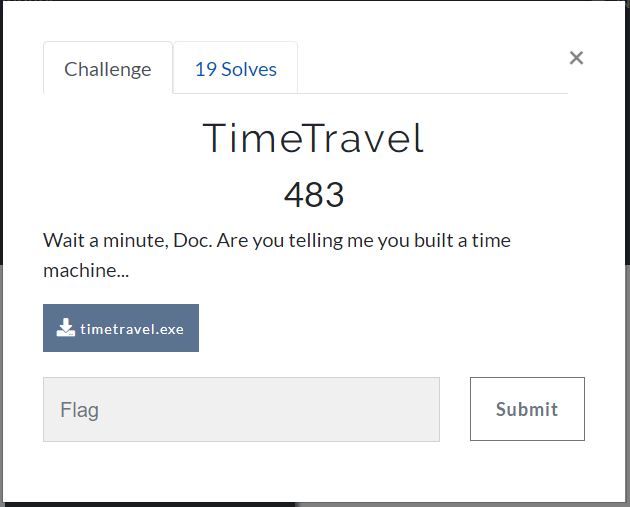 Challenge
19 Solves
×
TimeTravel
483
Wait a minute, Doc. Are you telling me you built a time
machine...
timetravel.exe
Flag
Submit